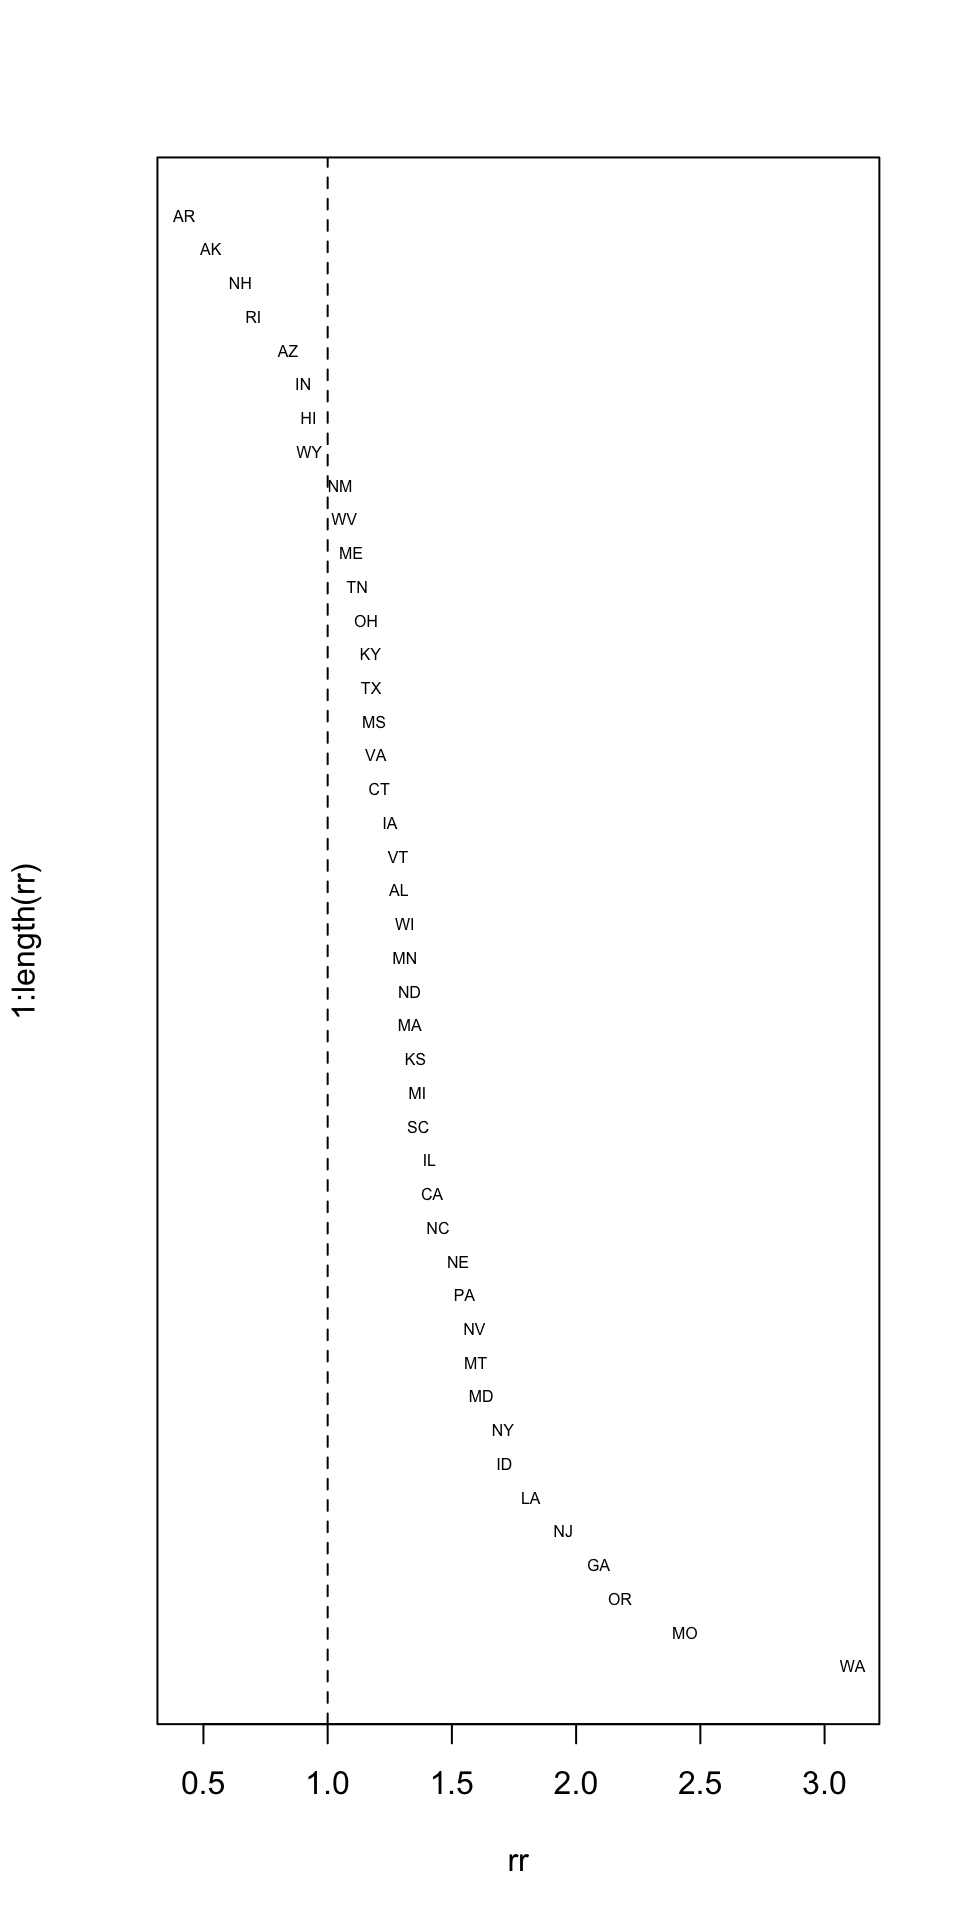 AR
AK
NH
RI
AZ
IN
HI
WY
NM
WV
ME
TN
OH
KY
TX
MS
VA
CT
IA
VT
AL
WI
MN
ND
MA
KS
MI
SC
IL
CA
NC
NE
PA
NV
MT
MD
NY
ID
LA
NJ
GA
OR
MO
WA
1:length(rr)
0.5 1.0 1.5 2.0 2.5 3.0
rr